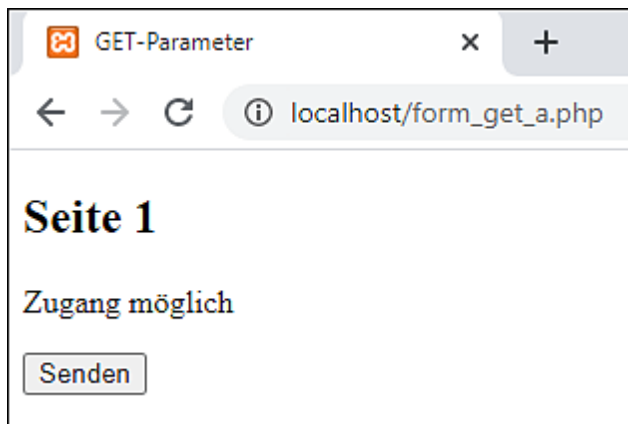 GET-Parameter
localhost/form_get_a.php
Seite 1
Zugang möglich
Senden